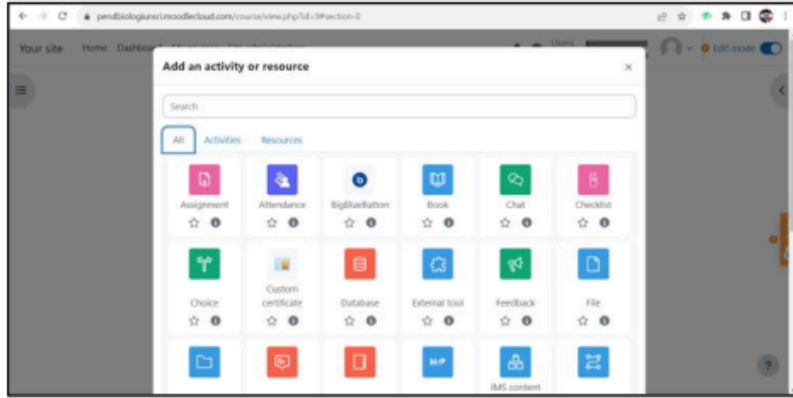 pendbiologiunsri.moodlecloud.com/course/view.php?id=9#section-0
Your site Home Dashboard
Edit mode
Add an activity or resource
Search
All Activities Resources
Assignment Attendance BigBlueButton Book Chat Checklist
Choice Custom certificate Database External tool Feedback File
H-P
IMS content